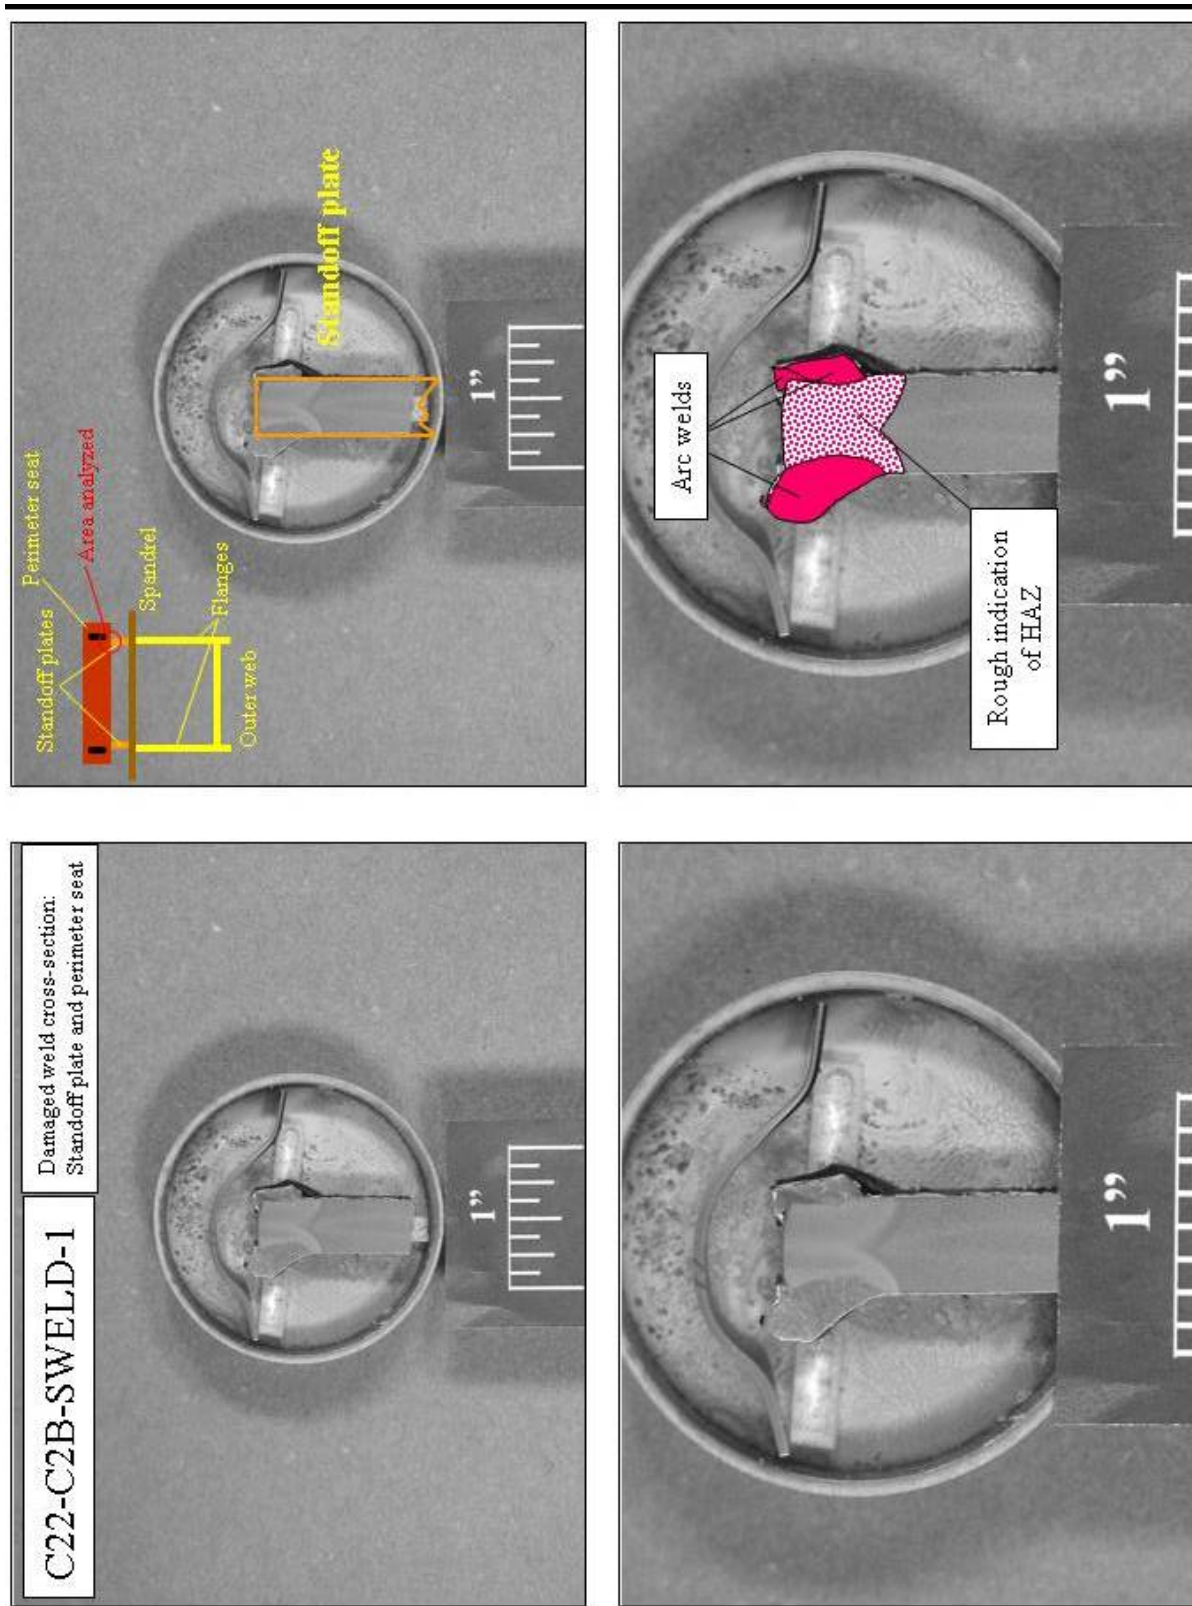 C22-C2B-SWELD-1
Damaged weld cross-section:
Standoff plate and perimeter seat
1”
Standoff plates
Perimeter seat
Area analyzed
Spandrel
Flanges
Outer web
Standoff plate
1”
1”
Arc welds
Rough indication
of HAZ
1”